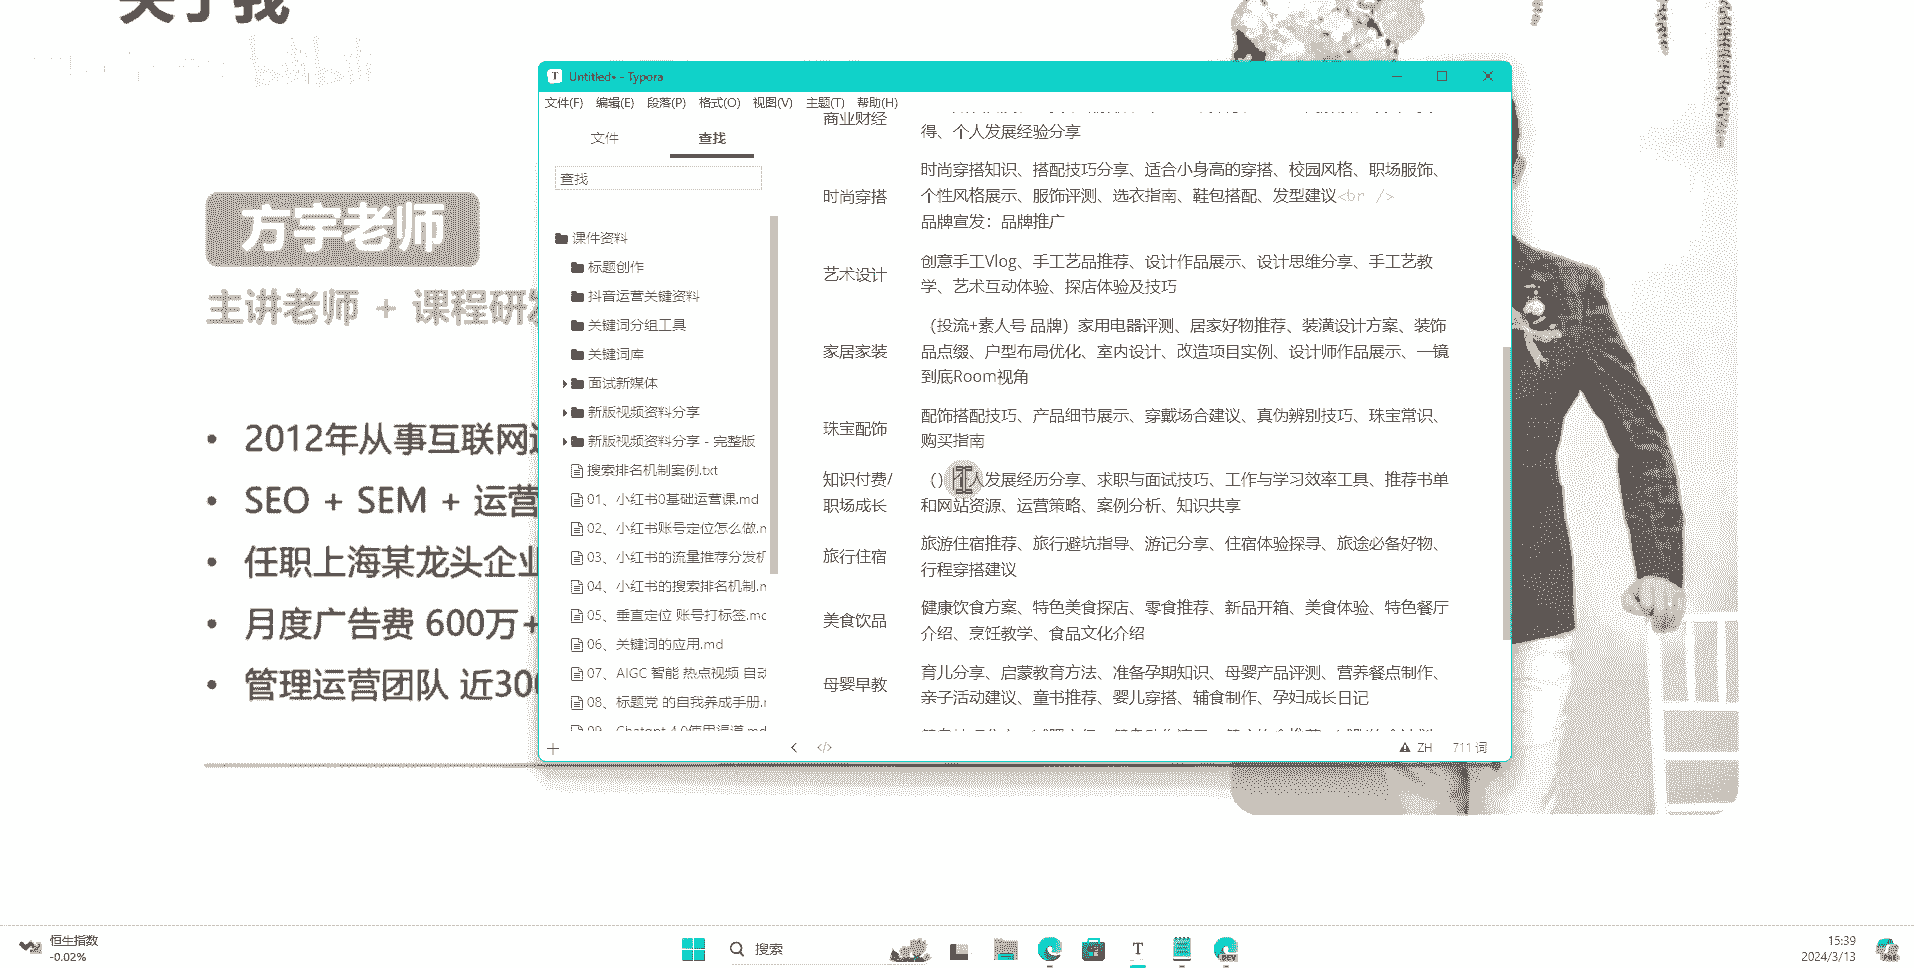 关于我
bilibili
方宇老师
主讲老师 + 课程研发
2012年从事互联网运
SEO + SEM + 运营
任职上海某龙头企业
月度广告费 600万+
管理运营团队 近300
Untitled• - Typora
文件(F) 编辑(E) 段落(P) 格式(O) 视图(V) 主题(T) 帮助(H)
文件 查找
查找
课件资料
标题创作
抖音运营关键资料
关键词分组工具
关键词库
面试新媒体
新版视频资料分享
新版视频资料分享 - 完整版
搜索排名机制案例.txt
01、小红书0基础运营课.md
02、小红书账号定位怎么做.m
03、小红书的流量推荐分发机
04、小红书的搜索排名机制.m
05、垂直定位 账号打标签.md
06、关键词的应用.md
07、AIGC 智能 热点视频 自动
08、标题党 的自我养成手册.m
09、Chatgpt 4.0使用渠道.md
商业财经
得、个人发展经验分享
时尚穿搭
时尚穿搭知识、搭配技巧分享、适合小身高的穿搭、校园风格、职场服饰、
个性风格展示、服饰评测、选衣指南、鞋包搭配、发型建议<br />
品牌宣发：品牌推广
艺术设计
创意手工Vlog、手工艺品推荐、设计作品展示、设计思维分享、手工艺教
学、艺术互动体验、探店体验及技巧
家居家装
（投流+素人号 品牌）家用电器评测、居家好物推荐、装潢设计方案、装饰
品点缀、户型布局优化、室内设计、改造项目实例、设计师作品展示、一镜
到底Room视角
珠宝配饰
配饰搭配技巧、产品细节展示、穿戴场合建议、真伪辨别技巧、珠宝常识、
购买指南
知识付费/
职场成长
（）个人发展经历分享、求职与面试技巧、工作与学习效率工具、推荐书单
和网站资源、运营策略、案例分析、知识共享
旅行住宿
旅游住宿推荐、旅行避坑指导、游记分享、住宿体验探寻、旅途必备好物、
行程穿搭建议
美食饮品
健康饮食方案、特色美食探店、零食推荐、新品开箱、美食体验、特色餐厅
介绍、烹饪教学、食品文化介绍
母婴早教
育儿分享、启蒙教育方法、准备孕期知识、母婴产品评测、营养餐点制作、
亲子活动建议、童书推荐、婴儿穿搭、辅食制作、孕妇成长日记
ZH 711 词
恒生指数
-0.02%
搜索
15:39
2024/3/13